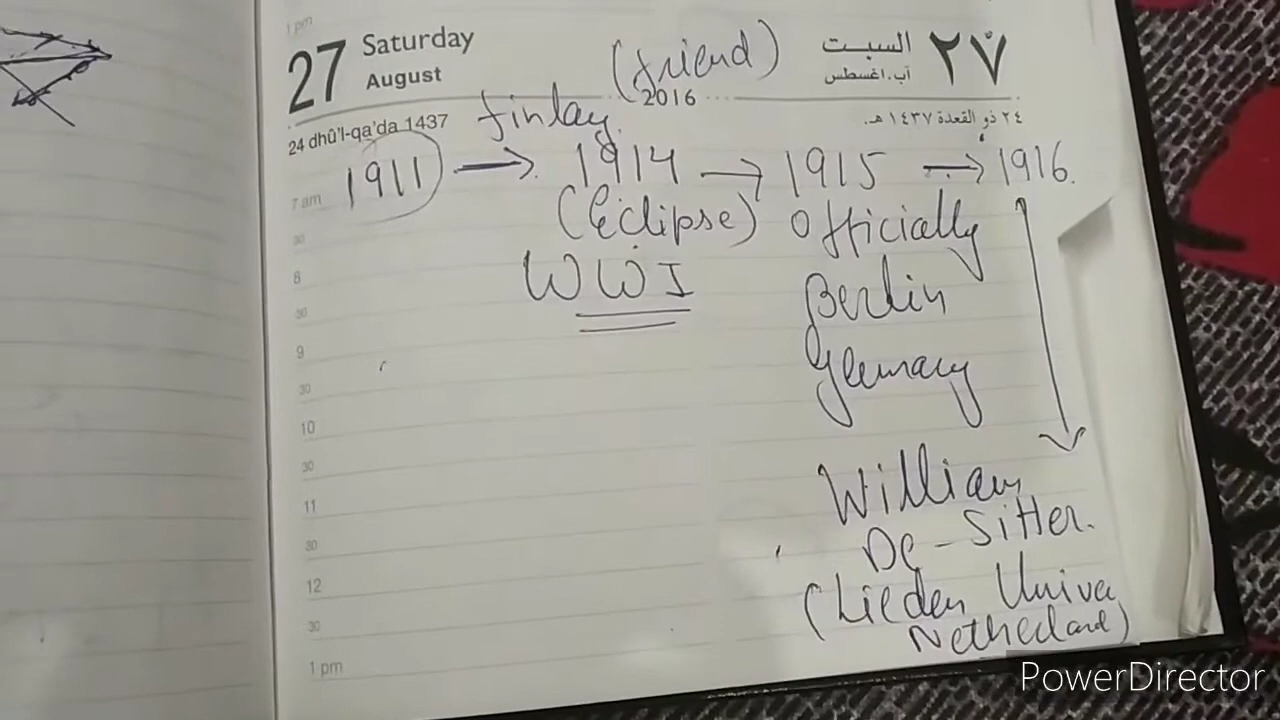 1 pm
27 Saturday August
(friend)
السبت ٢٧
آب.اغسطس
2016
24 dhû'l-qa'da 1437
finlay
٢٤ ذو القعدة ١٤٣٧ هـ.
7 am
1911 → 1914 → 1915 → 1916.
(Eclipse) Officially
30
WWI
Berlin
8
30
Germany
9
30
10
30
William
11
De-Sitter.
30
12
(Lieden Univer
30
Netherland)
1 pm
PowerDirector